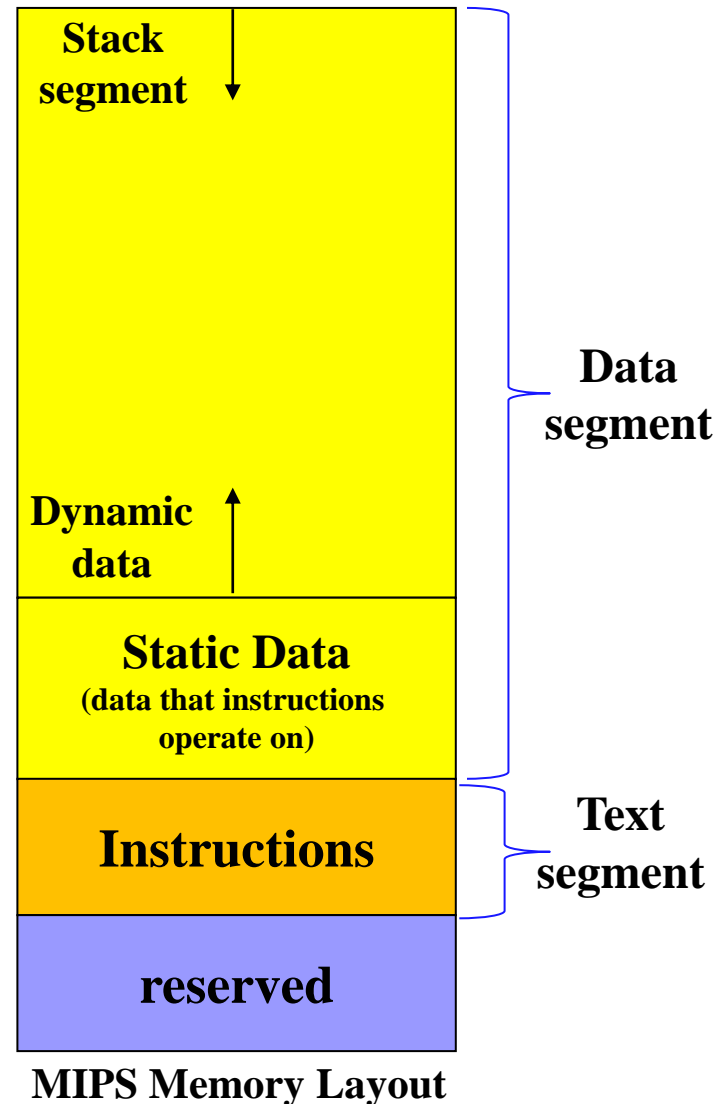 Stack
segment
Data
segment
Dynamic
data
Static Data
(data that instructions
operate on)
Text
segment
Instructions
reserved
MIPS Memory Layout